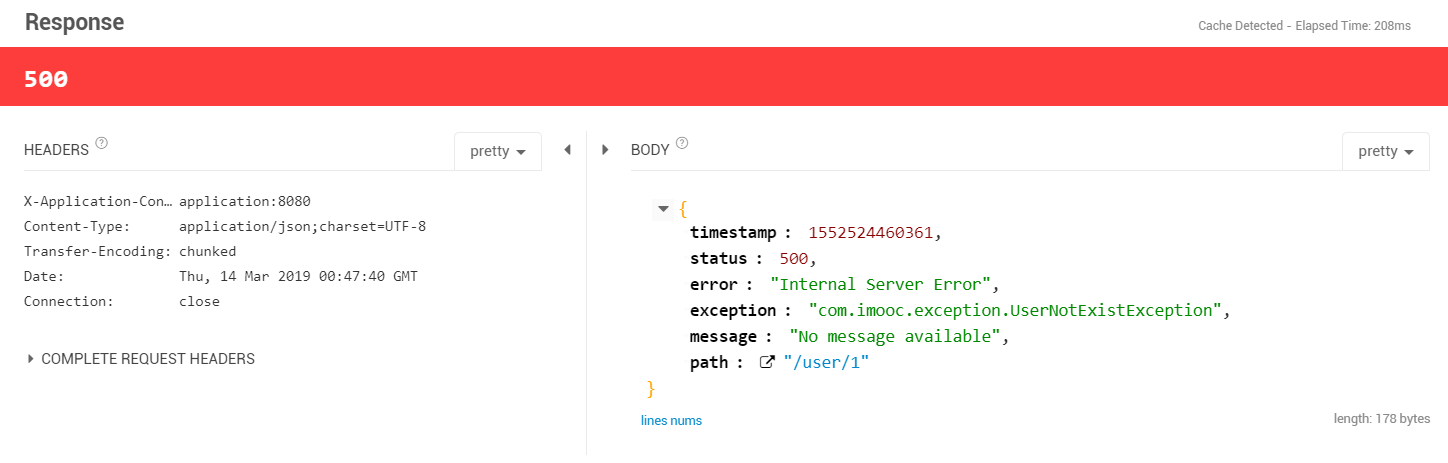 Response
Cache Detected - Elapsed Time: 208ms
500
HEADERS ?
pretty
BODY ?
pretty
X-Application-Con… application:8080
Content-Type: application/json;charset=UTF-8
Transfer-Encoding: chunked
Date: Thu, 14 Mar 2019 00:47:40 GMT
Connection: close
COMPLETE REQUEST HEADERS
{
timestamp : 1552524460361,
status : 500,
error : "Internal Server Error",
exception : "com.imooc.exception.UserNotExistException",
message : "No message available",
path : "/user/1"
}
lines nums
length: 178 bytes